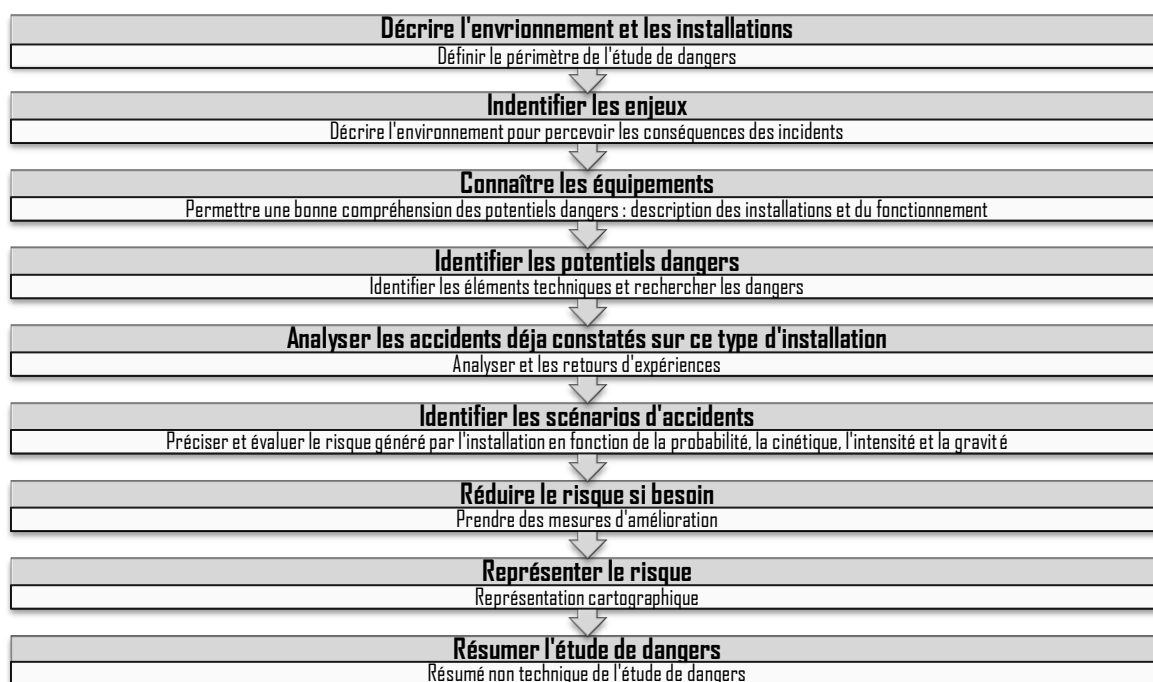 Décrire l'envrionnement et les installations
Définir le périmètre de l'étude de dangers
Indentifier les enjeux
Décrire l'environnement pour percevoir les conséquences des incidents
Connaître les équipements
Permettre une bonne compréhension des potentiels dangers : description des installations et du fonctionnement
Identifier les potentiels dangers
Identifier les éléments techniques et rechercher les dangers
Analyser les accidents déja constatés sur ce type d'installation
Analyser et les retours d'expériences
Identifier les scénarios d'accidents
Préciser et évaluer le risque généré par l'installation en fonction de la probabilité, la cinétique, l'intensité et la gravité
Réduire le risque si besoin
Prendre des mesures d'amélioration
Représenter le risque
Représentation cartographique
Résumer l'étude de dangers
Résumé non technique de l'étude de dangers